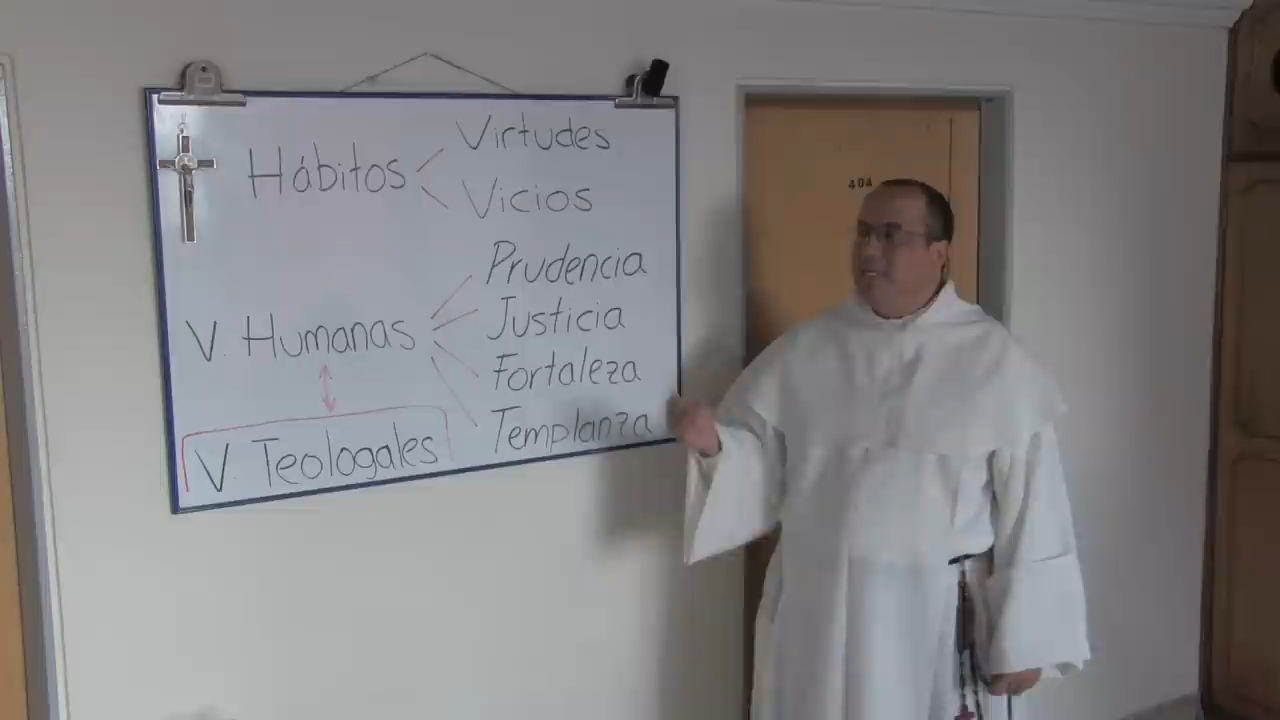 Hábitos
Virtudes
Vicios
V. Humanas
Prudencia
Justicia
Fortaleza
Templanza
V. Teologales
404